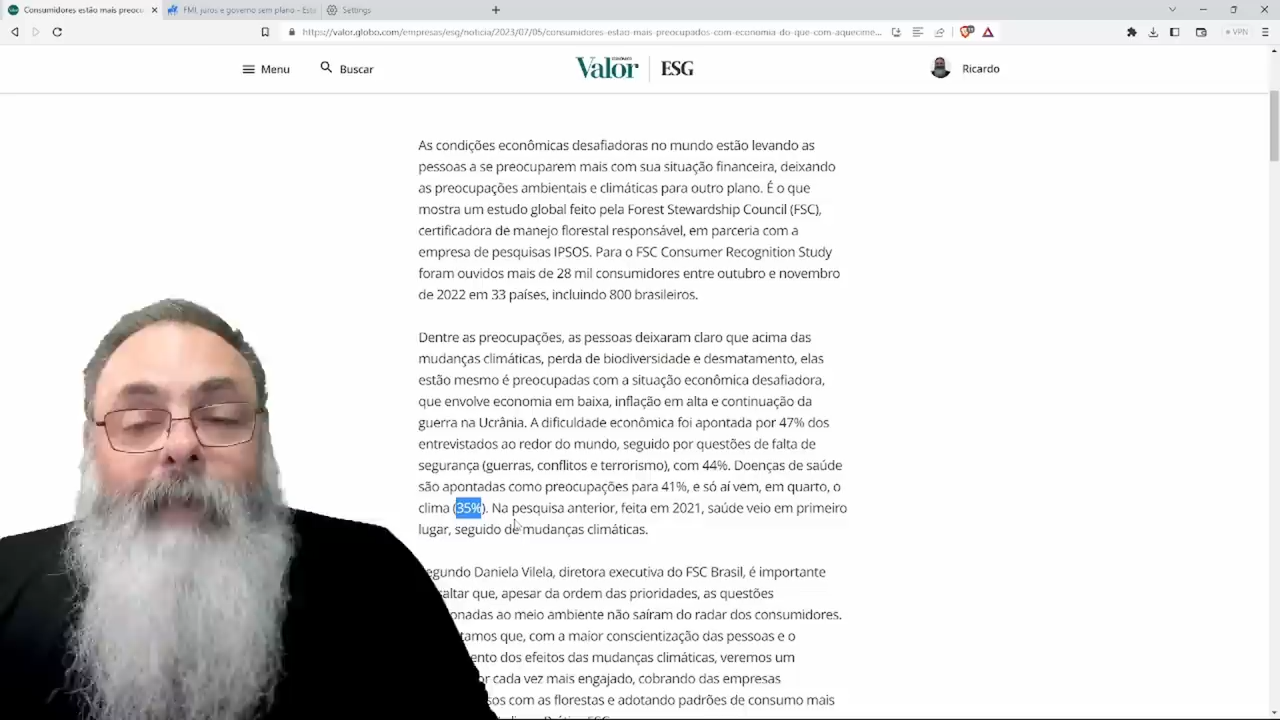 Consumidores estão mais preocu
FMI, juros e governo sem plano - Est
Settings
https://valor.globo.com/empresas/esg/noticia/2023/07/05/consumidores-estao-mais-preocupados-com-economia-do-que-com-aquecime...
VPN
Menu
Buscar
Valor
ESG
Ricardo
As condições econômicas desafiadoras no mundo estão levando as
pessoas a se preocuparem mais com sua situação financeira, deixando
as preocupações ambientais e climáticas para outro plano. É o que
mostra um estudo global feito pela Forest Stewardship Council (FSC),
certificadora de manejo florestal responsável, em parceria com a
empresa de pesquisas IPSOS. Para o FSC Consumer Recognition Study
foram ouvidos mais de 28 mil consumidores entre outubro e novembro
de 2022 em 33 países, incluindo 800 brasileiros.
Dentre as preocupações, as pessoas deixaram claro que acima das
mudanças climáticas, perda de biodiversidade e desmatamento, elas
estão mesmo é preocupadas com a situação econômica desafiadora,
que envolve economia em baixa, inflação em alta e continuação da
guerra na Ucrânia. A dificuldade econômica foi apontada por 47% dos
entrevistados ao redor do mundo, seguido por questões de falta de
segurança (guerras, conflitos e terrorismo), com 44%. Doenças de saúde
são apontadas como preocupações para 41%, e só aí vem, em quarto, o
clima (35%). Na pesquisa anterior, feita em 2021, saúde veio em primeiro
lugar, seguido de mudanças climáticas.
egundo Daniela Vilela, diretora executiva do FSC Brasil, é importante
saltar que, apesar da ordem das prioridades, as questões
onadas ao meio ambiente não saíram do radar dos consumidores.
tamos que, com a maior conscientização das pessoas e o
ento dos efeitos das mudanças climáticas, veremos um
or cada vez mais engajado, cobrando das empresas
sos com as florestas e adotando padrões de consumo mais